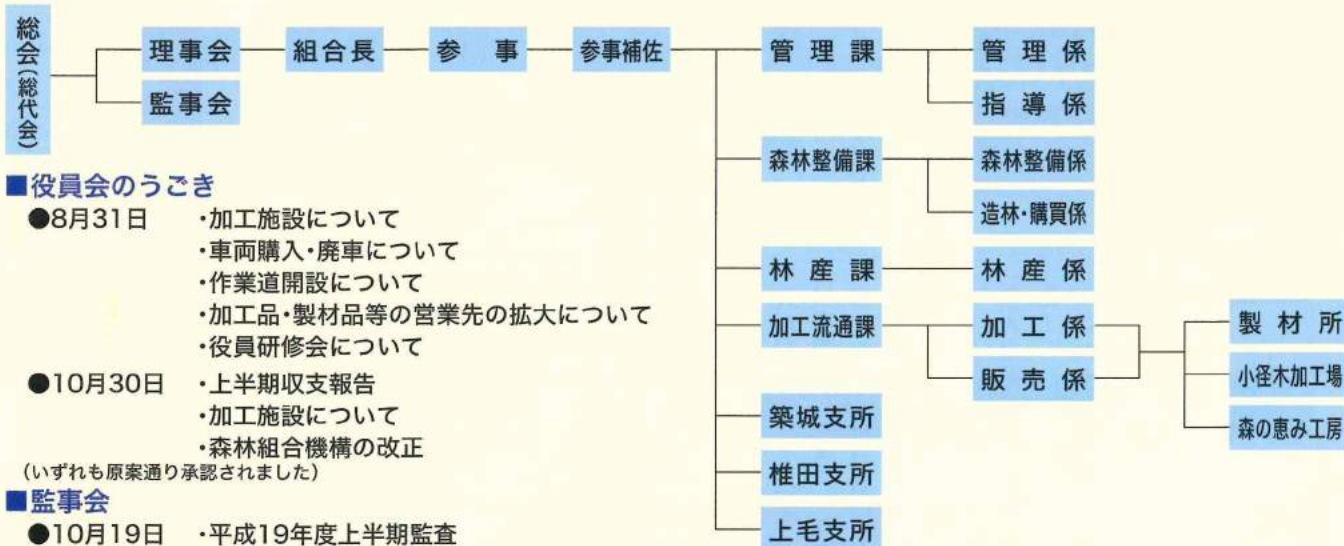 総会（総代会）
理事会
組合長
参　事
参事補佐
監事会
管理課
管理係
指導係
森林整備課
森林整備係
造林・購買係
林産課
林産係
加工流通課
加工係
販売係
製材所
小径木加工場
森の恵み工房
築城支所
椎田支所
上毛支所
■役員会のうごき
●8月31日　・加工施設について
・車両購入・廃車について
・作業道開設について
・加工品・製材品等の営業先の拡大について
・役員研修会について
●10月30日　・上半期収支報告
・加工施設について
・森林組合機構の改正
（いずれも原案通り承認されました）
■監事会
●10月19日　・平成19年度上半期監査